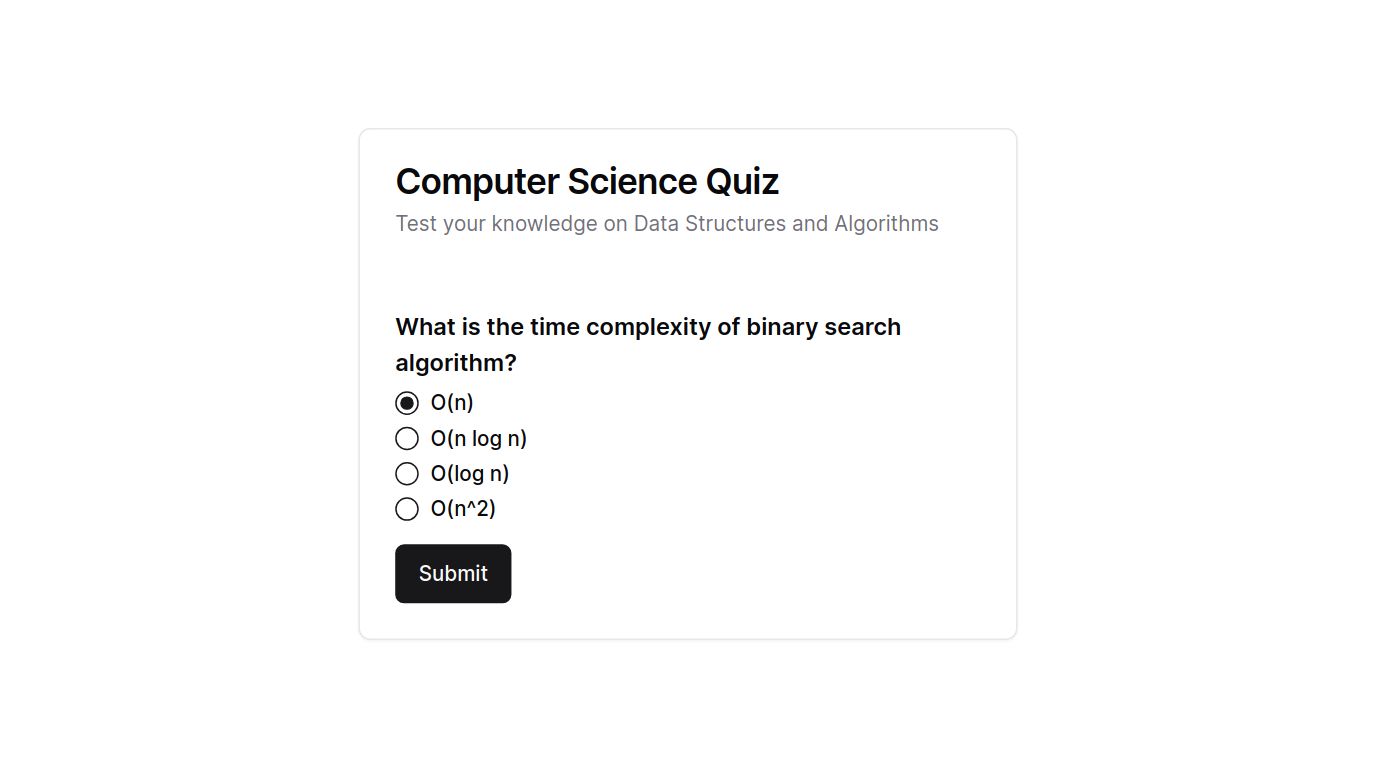 Computer Science Quiz
Test your knowledge on Data Structures and Algorithms
What is the time complexity of binary search
algorithm?
O(n)
O(n log n)
O(log n)
O(n^2)
Submit